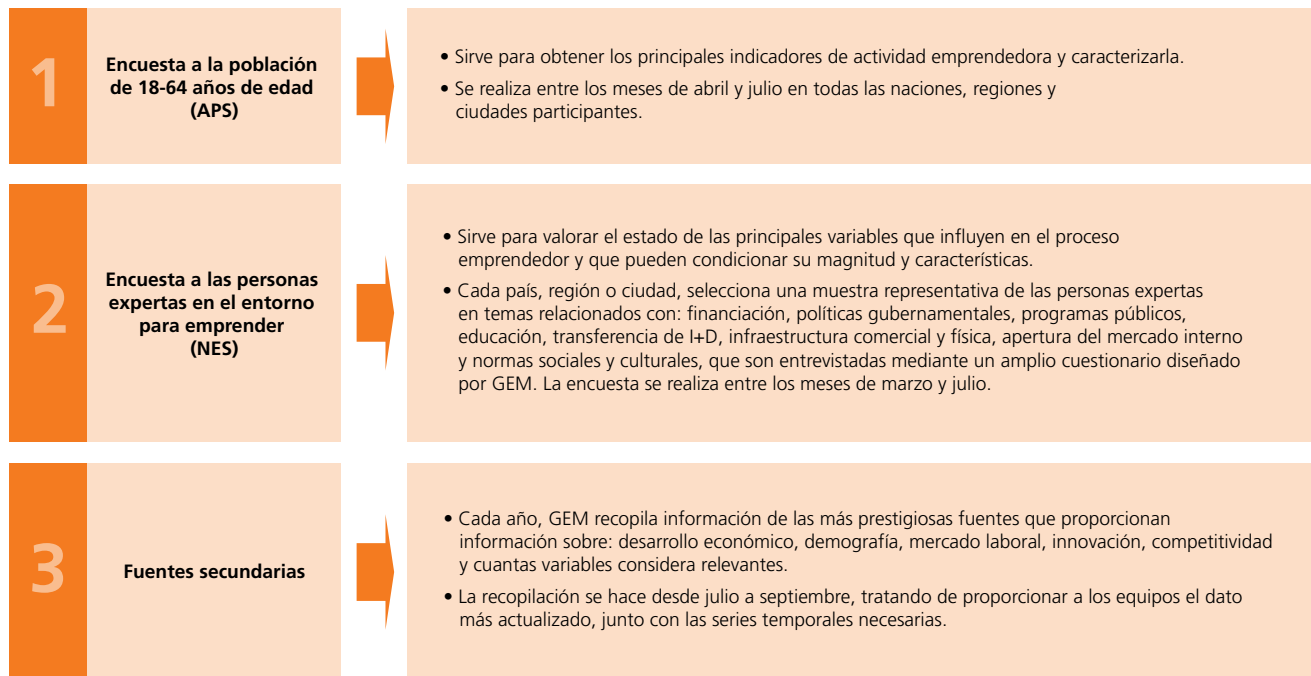 1
Encuesta a la población
de 18-64 años de edad
(APS)
• Sirve para obtener los principales indicadores de actividad emprendedora y caracterizarla.
• Se realiza entre los meses de abril y julio en todas las naciones, regiones y
ciudades participantes.
2
Encuesta a las personas
expertas en el entorno
para emprender
(NES)
• Sirve para valorar el estado de las principales variables que influyen en el proceso
emprendedor y que pueden condicionar su magnitud y características.
• Cada país, región o ciudad, selecciona una muestra representativa de las personas expertas
en temas relacionados con: financiación, políticas gubernamentales, programas públicos,
educación, transferencia de I+D, infraestructura comercial y física, apertura del mercado interno
y normas sociales y culturales, que son entrevistadas mediante un amplio cuestionario diseñado
por GEM. La encuesta se realiza entre los meses de marzo y julio.
3
Fuentes secundarias
• Cada año, GEM recopila información de las más prestigiosas fuentes que proporcionan
información sobre: desarrollo económico, demografía, mercado laboral, innovación, competitividad
y cuantas variables considera relevantes.
• La recopilación se hace desde julio a septiembre, tratando de proporcionar a los equipos el dato
más actualizado, junto con las series temporales necesarias.